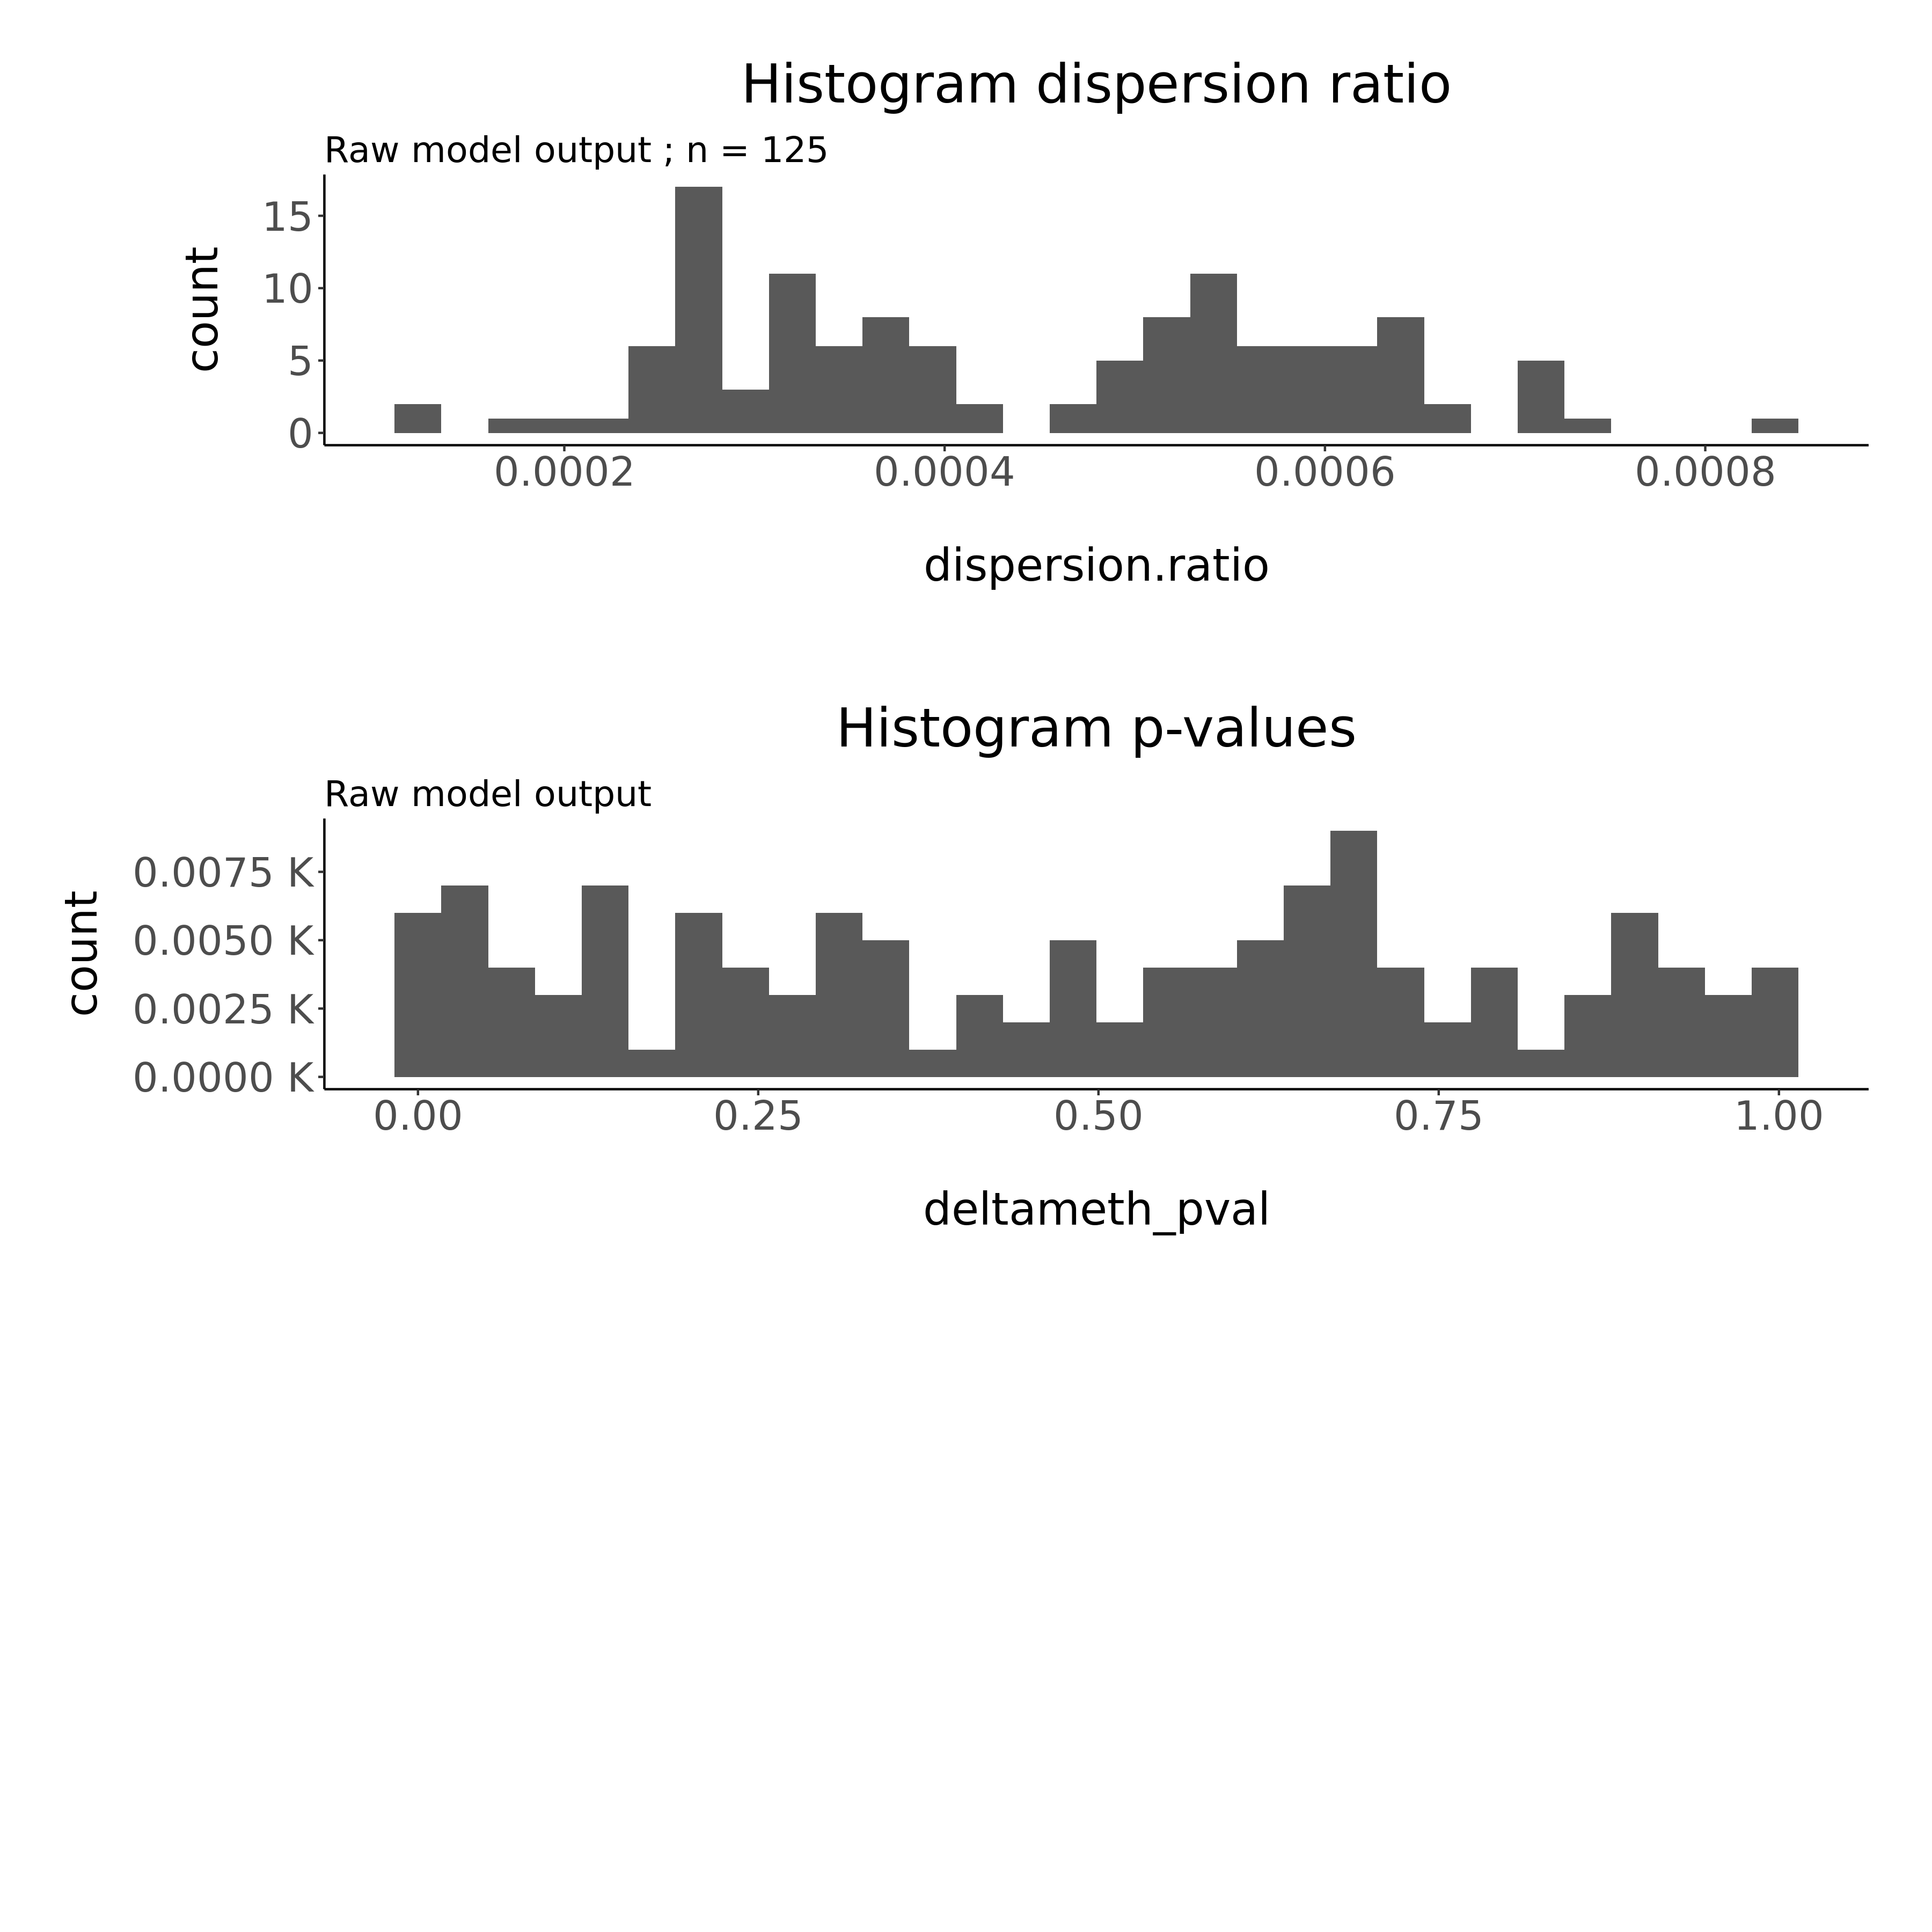 Histogram dispersion ratio
Raw model output ; n = 125
count
15
10
5
0
0.0002 0.0004 0.0006 0.0008
dispersion.ratio
Histogram p-values
Raw model output
count
0.0075 K
0.0050 K
0.0025 K
0.0000 K
0.00 0.25 0.50 0.75 1.00
deltameth_pval